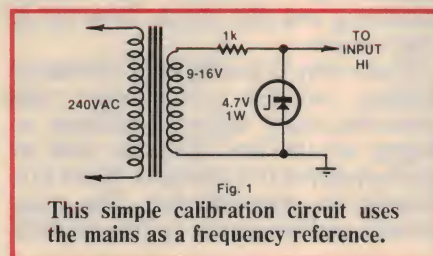 1k
TO
INPUT
HI
9-16V
240VAC
4.7V
1W
Fig. 1
This simple calibration circuit uses
the mains as a frequency reference.